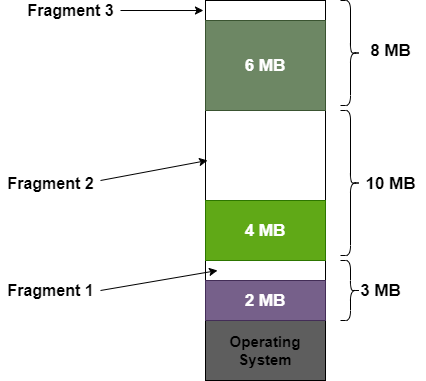 Fragment 3
8 MB
6 MB
Fragment 2
10 MB
4 MB
Fragment 1
3 MB
2 MB
Operating
System